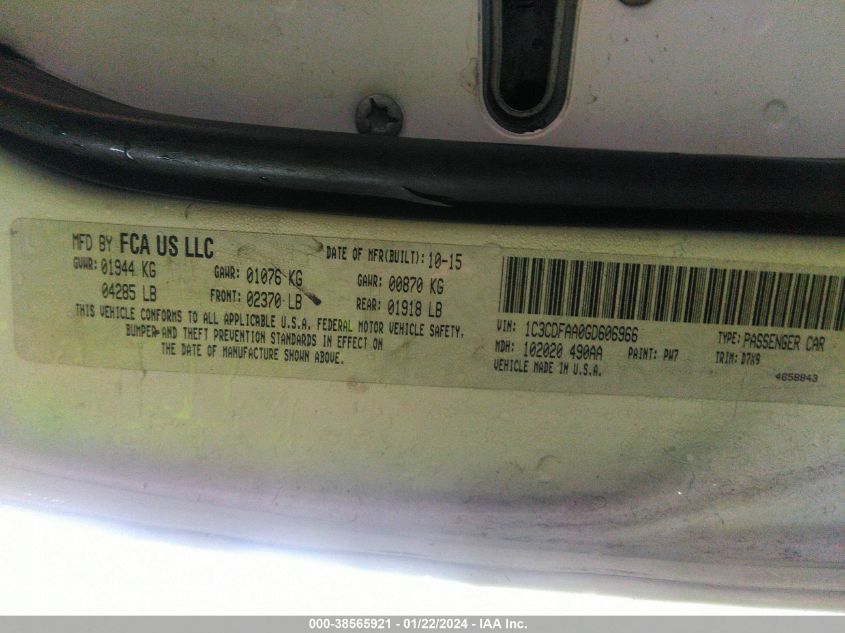 MFD BY FCA US LLC
DATE OF MFR(BUILT): 10-15
GVWR: 01944 KG GAWR: 01076 KG GAWR: 00870 KG
04285 LB FRONT: 02370 LB REAR: 01918 LB
THIS VEHICLE CONFORMS TO ALL APPLICABLE U.S.A. FEDERAL MOTOR VEHICLE SAFETY,
BUMPER AND THEFT PREVENTION STANDARDS IN EFFECT ON
THE DATE OF MANUFACTURE SHOWN ABOVE.
VIN: 1C3CDFAA0GD606966 TYPE: PASSENGER CAR
MDH: 102020 490AA PAINT: PW7 TRIM: D7X9
VEHICLE MADE IN U.S.A. 4658843
000-38565921 - 01/22/2024 - IAA Inc.